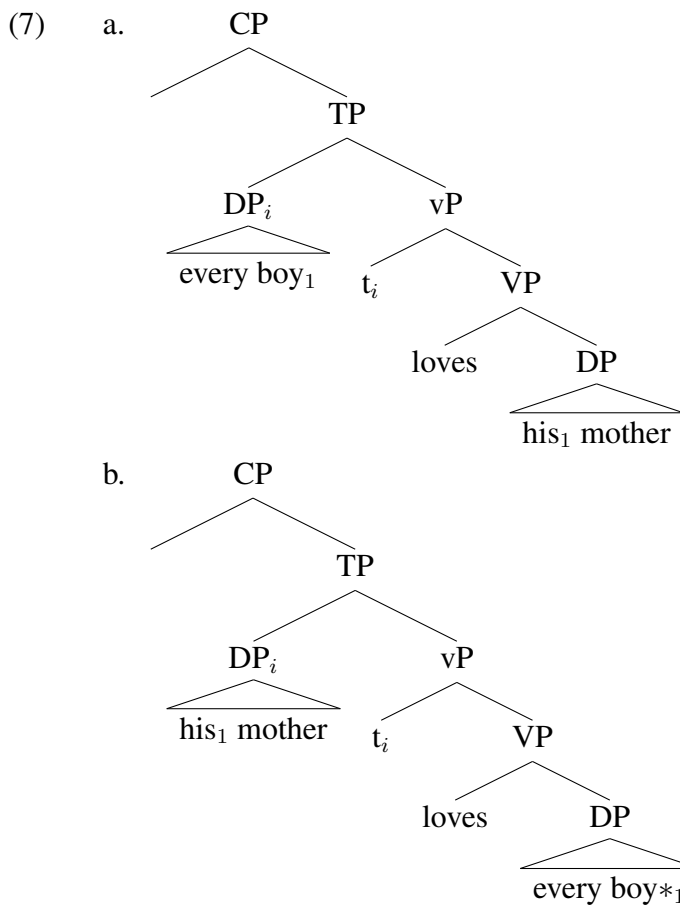 (7) a. CP
TP
DPᵢ vP
every boy₁ tᵢ VP
loves DP
his₁ mother
b. CP
TP
DPᵢ vP
his₁ mother tᵢ VP
loves DP
every boy*₁